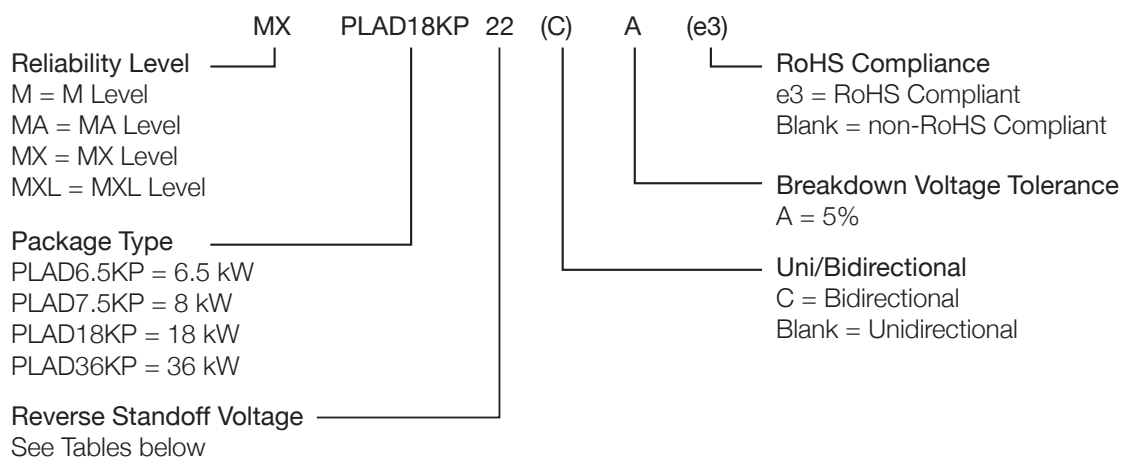 MX PLAD18KP 22 (C) A (e3)
Reliability Level
M = M Level
MA = MA Level
MX = MX Level
MXL = MXL Level
Package Type
PLAD6.5KP = 6.5 kW
PLAD7.5KP = 8 kW
PLAD18KP = 18 kW
PLAD36KP = 36 kW
Reverse Standoff Voltage
See Tables below
RoHS Compliance
e3 = RoHS Compliant
Blank = non-RoHS Compliant
Breakdown Voltage Tolerance
A = 5%
Uni/Bidirectional
C = Bidirectional
Blank = Unidirectional